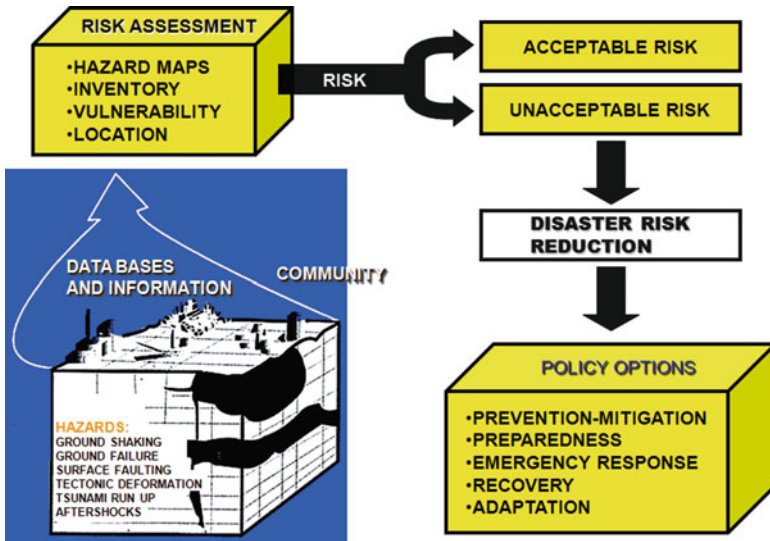 RISK ASSESSMENT
•HAZARD MAPS
•INVENTORY
•VULNERABILITY
•LOCATION
RISK
ACCEPTABLE RISK
UNACCEPTABLE RISK
DISASTER RISK
REDUCTION
DATA BASES
AND INFORMATION
COMMUNITY
HAZARDS:
GROUND SHAKING
GROUND FAILURE
SURFACE FAULTING
TECTONIC DEFORMATION
TSUNAMI RUN UP
AFTERSHOCKS
POLICY OPTIONS
•PREVENTION-MITIGATION
•PREPAREDNESS
•EMERGENCY RESPONSE
•RECOVERY
•ADAPTATION